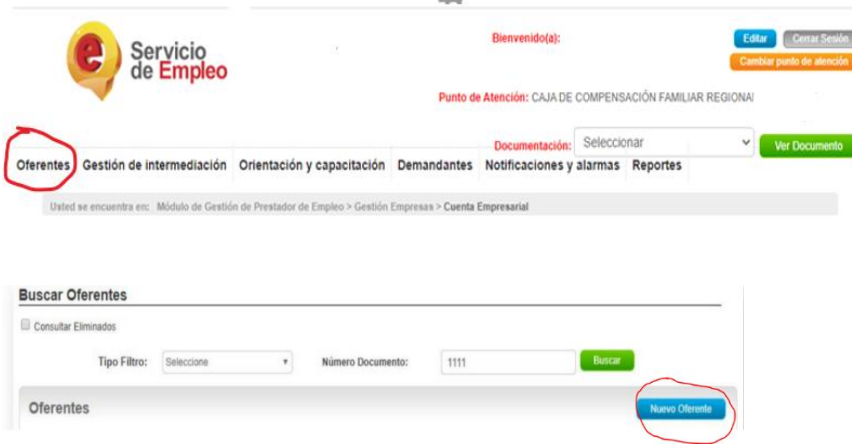 Servicio
de Empleo
Bienvenido(a):
Editar
Cerrar Sesión
Cambiar punto de atención
Punto de Atención: CAJA DE COMPENSACIÓN FAMILIAR REGIONAL
Documentación:
Seleccionar
Ver Documento
Oferentes Gestión de intermediación Orientación y capacitación Demandantes Notificaciones y alarmas Reportes
Usted se encuentra en: Módulo de Gestión de Prestador de Empleo > Gestión Empresas > Cuenta Empresarial
Buscar Oferentes
Consultar Eliminados
Tipo Filtro: Seleccione Número Documento: 1111 Buscar
Oferentes
Nuevo Oferente